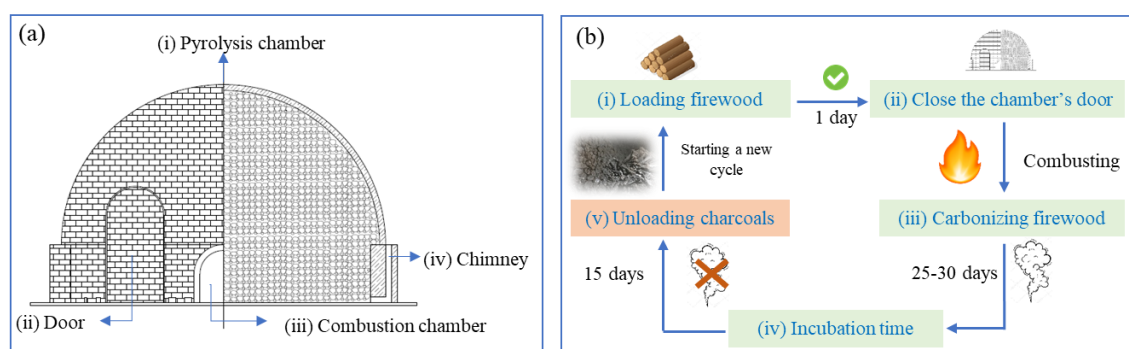 (a)
(i) Pyrolysis chamber
(iv) Chimney
(ii) Door
(iii) Combustion chamber
(b)
(i) Loading firewood
1 day
(ii) Close the chamber's door
Starting a new
cycle
Combusting
(v) Unloading charcoals
(iii) Carbonizing firewood
15 days
25-30 days
(iv) Incubation time